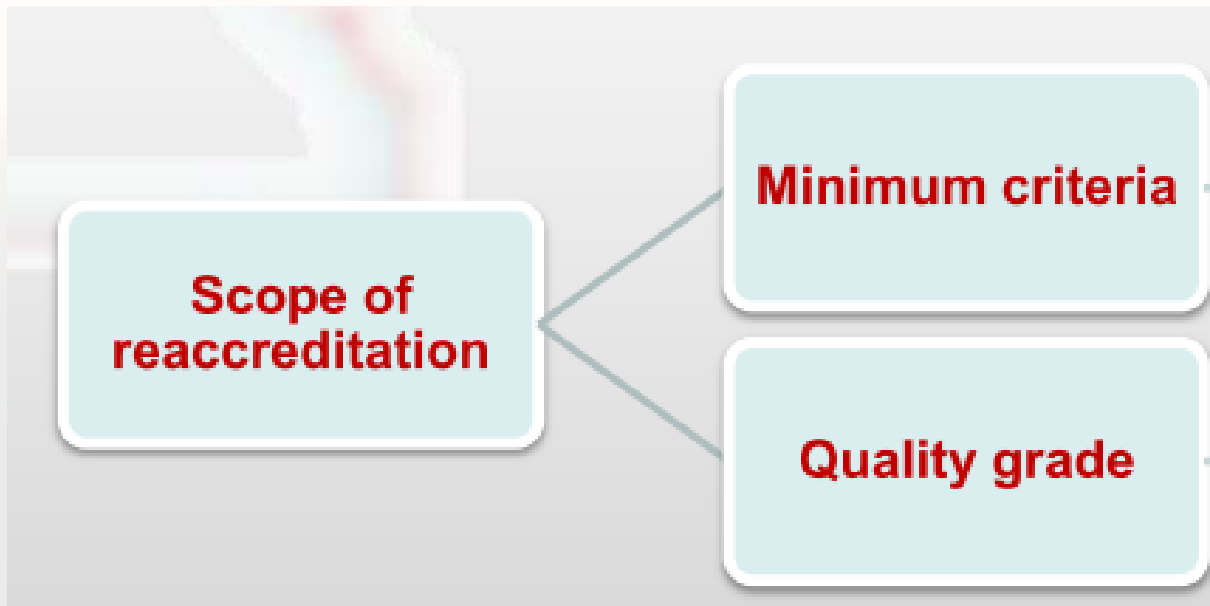 Scope of
reaccreditation
Minimum criteria
Quality grade